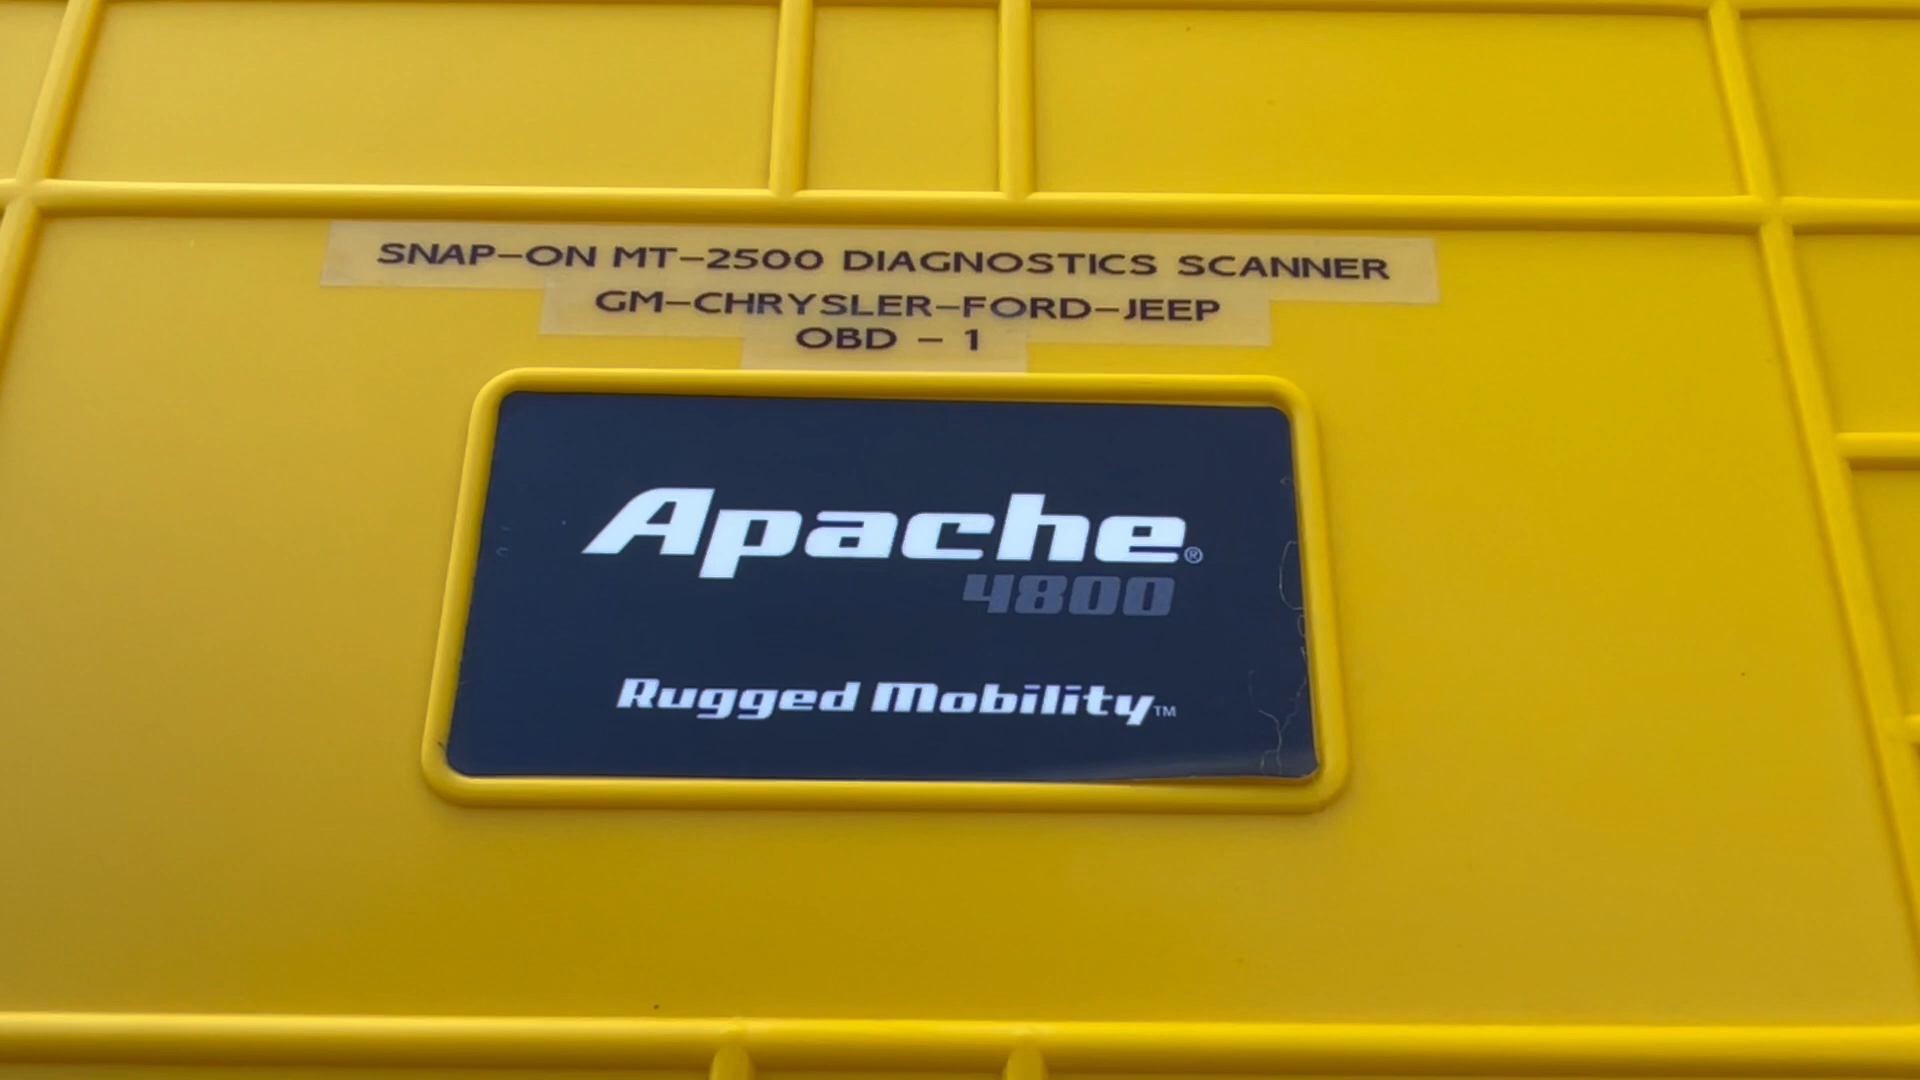 SNAP-ON MT-2500 DIAGNOSTICS SCANNER
GM-CHRYSLER-FORD-JEEP
OBD - 1
Apache®
4800
Rugged Mobility™